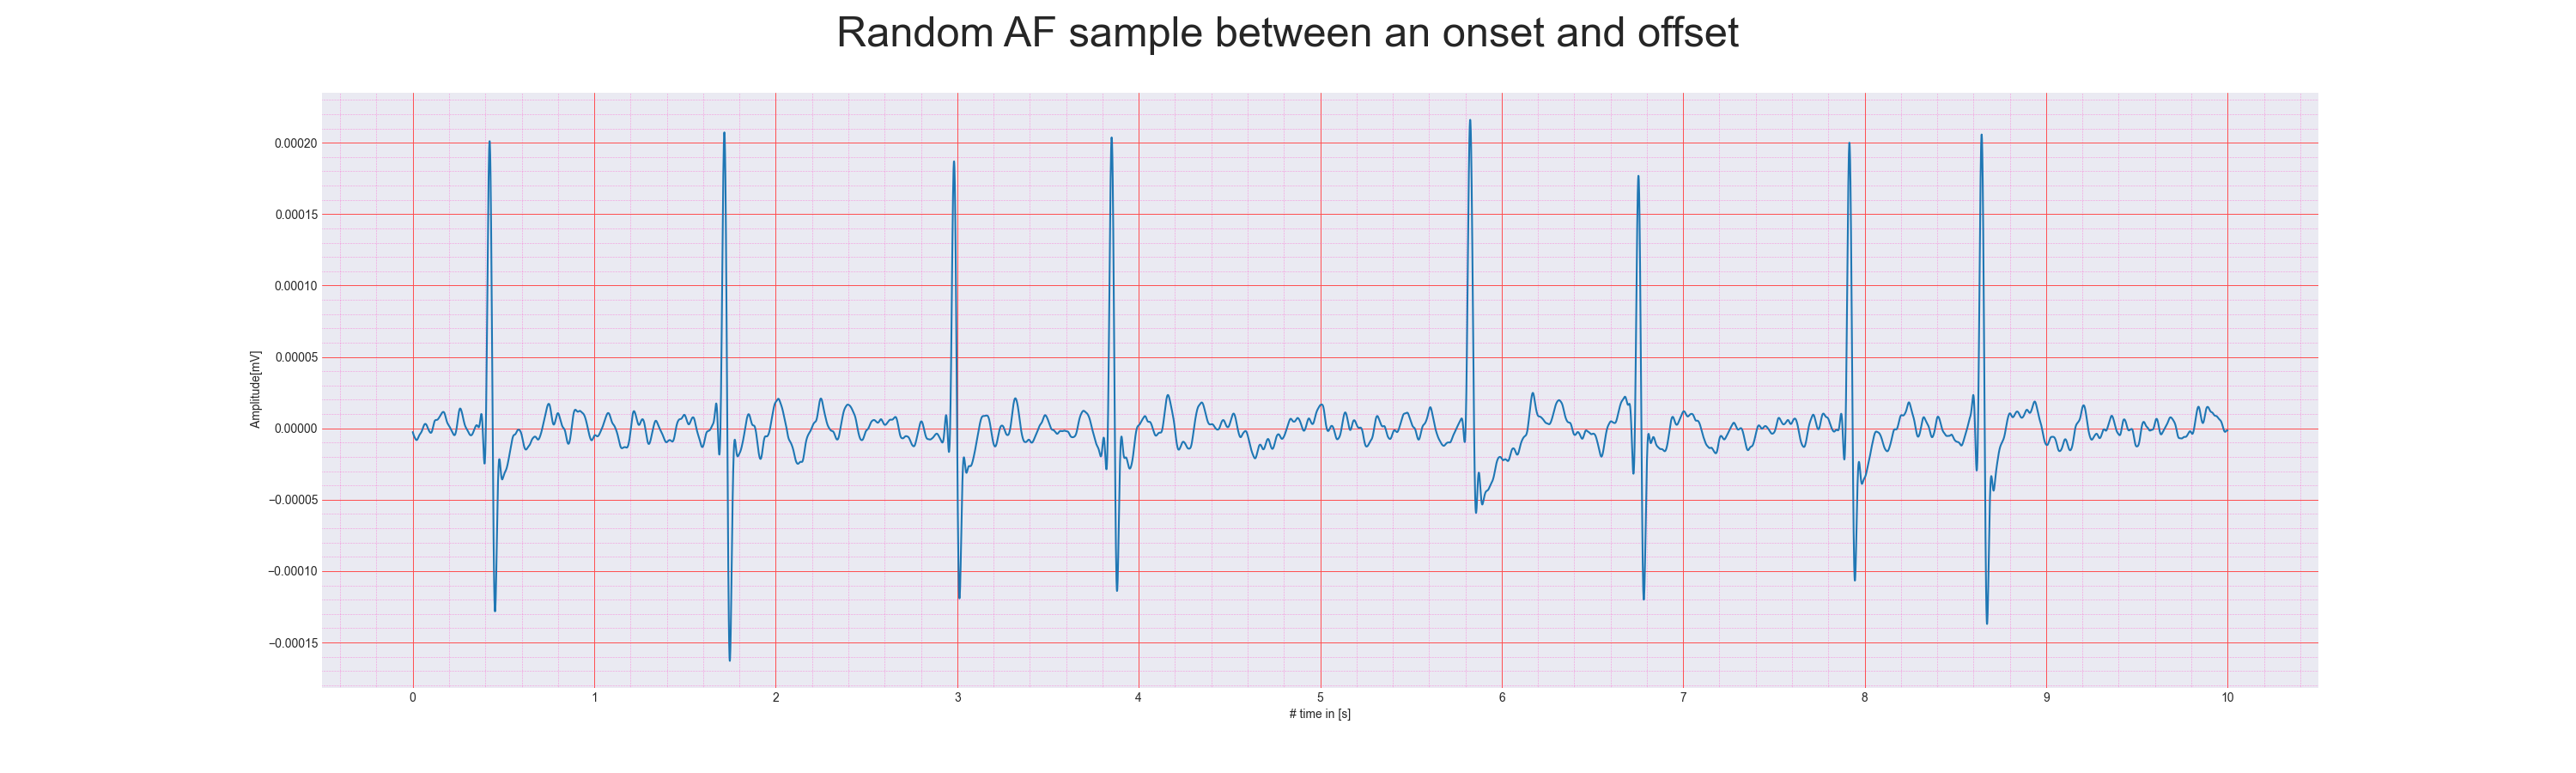 Random AF sample between an onset and offset
0.00020
0.00015
0.00010
0.00005
0.00000
−0.00005
−0.00010
−0.00015
Amplitude[mV]
0 1 2 3 4 5 6 7 8 9 10
# time in [s]